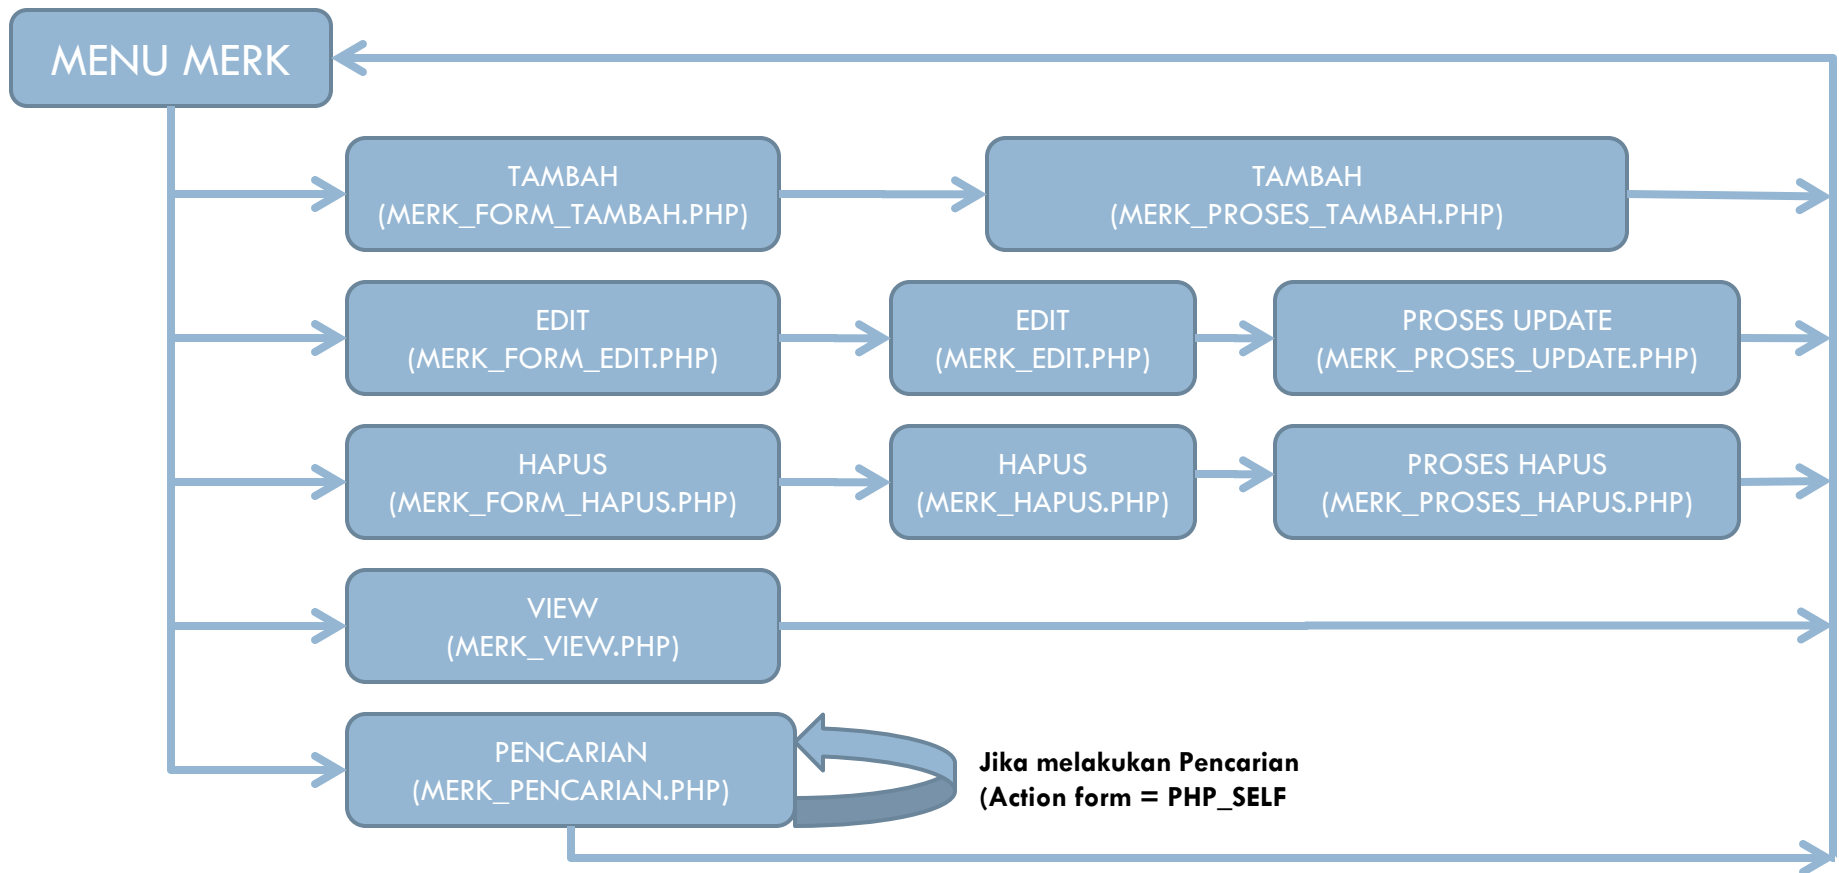 MENU MERK
TAMBAH
(MERK_FORM_TAMBAH.PHP)
TAMBAH
(MERK_PROSES_TAMBAH.PHP)
EDIT
(MERK_FORM_EDIT.PHP)
EDIT
(MERK_EDIT.PHP)
PROSES UPDATE
(MERK_PROSES_UPDATE.PHP)
HAPUS
(MERK_FORM_HAPUS.PHP)
HAPUS
(MERK_HAPUS.PHP)
PROSES HAPUS
(MERK_PROSES_HAPUS.PHP)
VIEW
(MERK_VIEW.PHP)
PENCARIAN
(MERK_PENCARIAN.PHP)
Jika melakukan Pencarian
(Action form = PHP_SELF